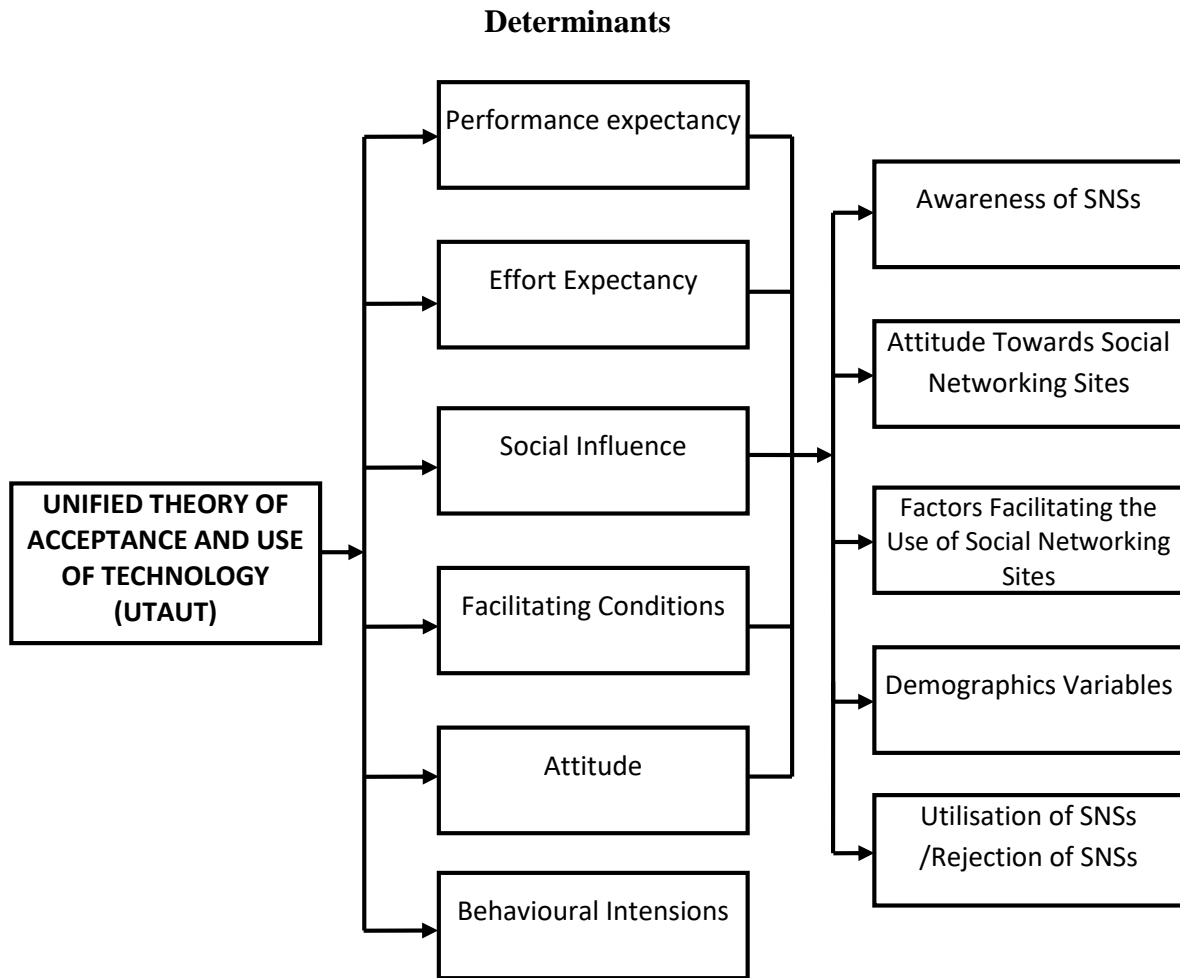 Determinants
Performance expectancy
Effort Expectancy
Social Influence
Facilitating Conditions
Attitude
Behavioural Intensions
UNIFIED THEORY OF
ACCEPTANCE AND USE
OF TECHNOLOGY
(UTAUT)
Awareness of SNSs
Attitude Towards Social
Networking Sites
Factors Facilitating the
Use of Social Networking
Sites
Demographics Variables
Utilisation of SNSs
/Rejection of SNSs